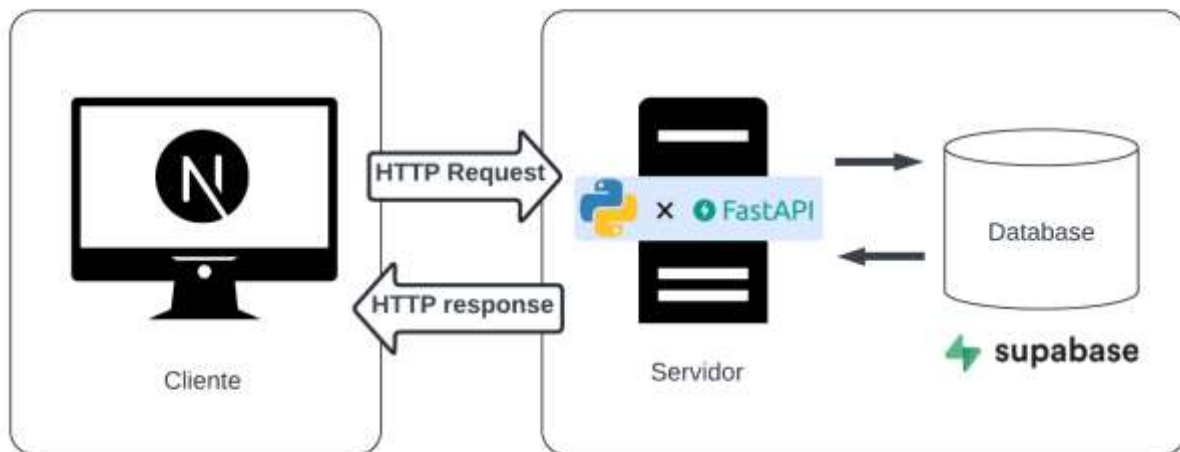 N
HTTP Request
HTTP response
Cliente
× FastAPI
Servidor
Database
supabase